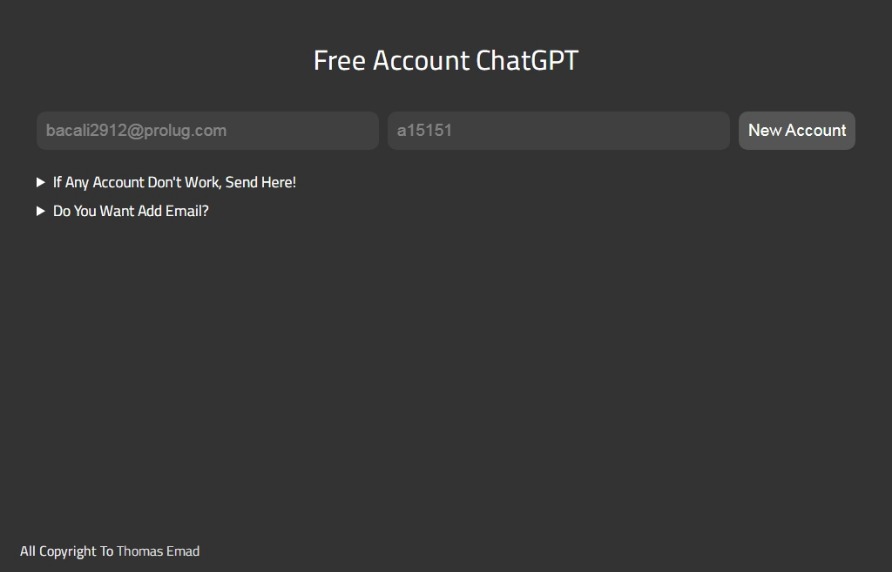 Free Account ChatGPT
bacali2912@prolug.com a15151 New Account
If Any Account Don't Work, Send Here!
Do You Want Add Email?
All Copyright To Thomas Emad